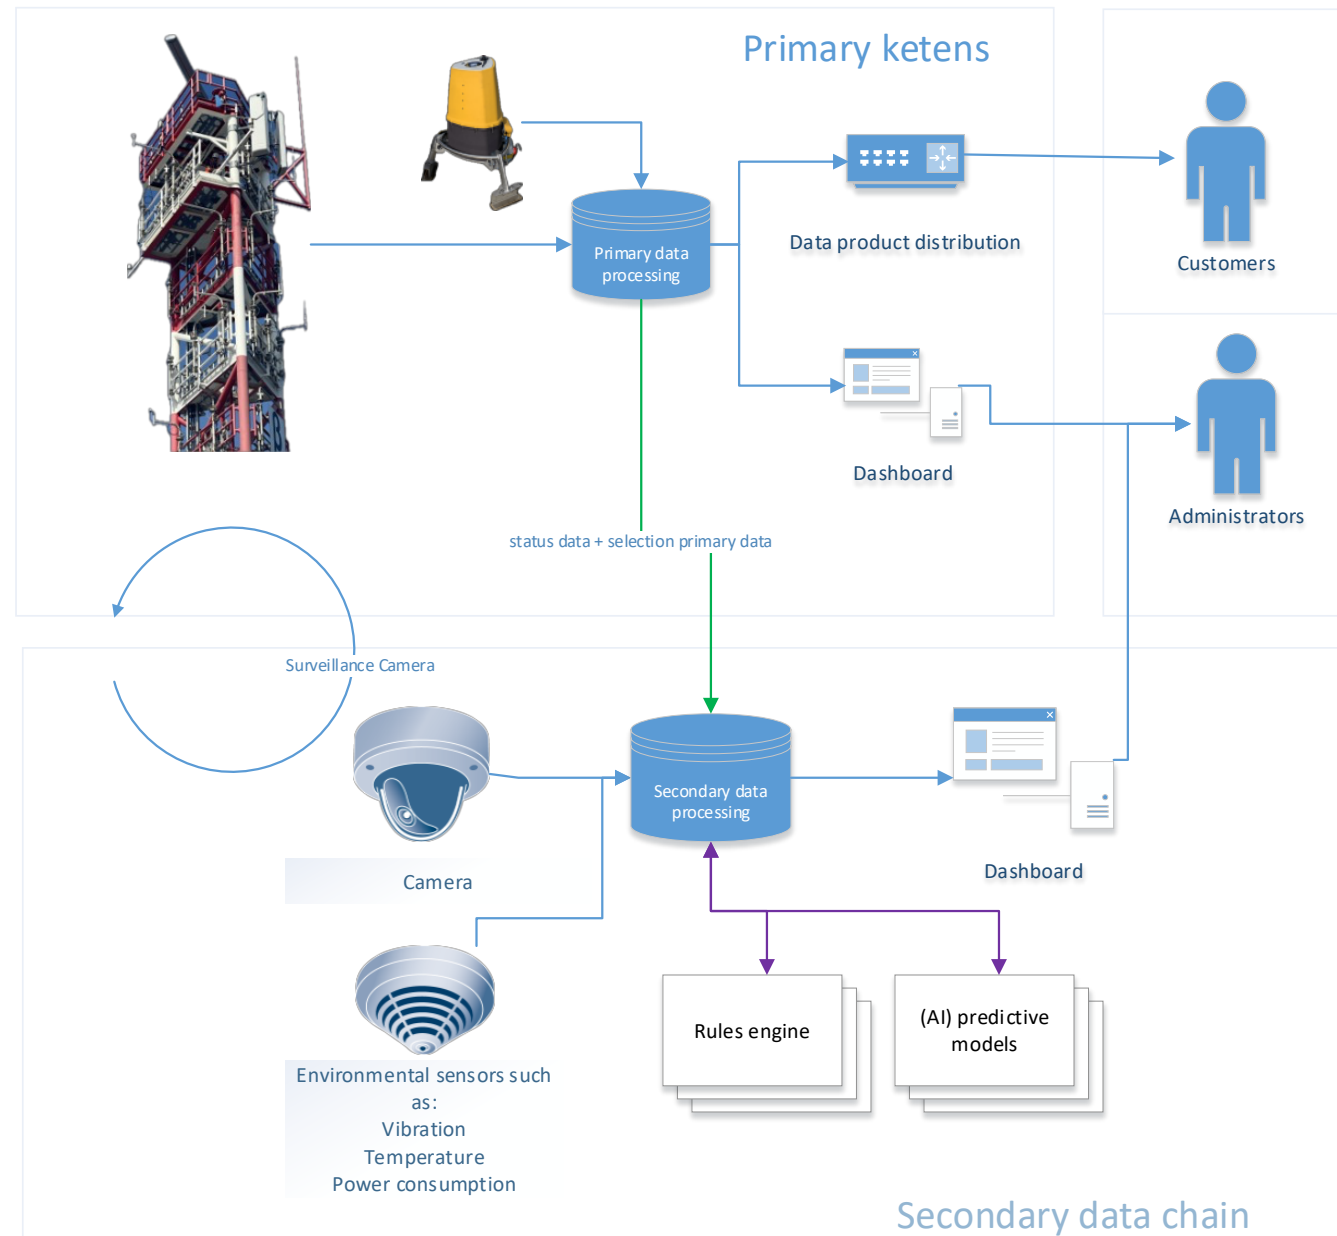 Primary ketens
Primary data
processing
Data product distribution
Customers
Dashboard
Administrators
status data + selection primary data
Surveillance Camera
Camera
Secondary data
processing
Dashboard
Environmental sensors such
as:
Vibration
Temperature
Power consumption
Rules engine
(AI) predictive
models
Secondary data chain